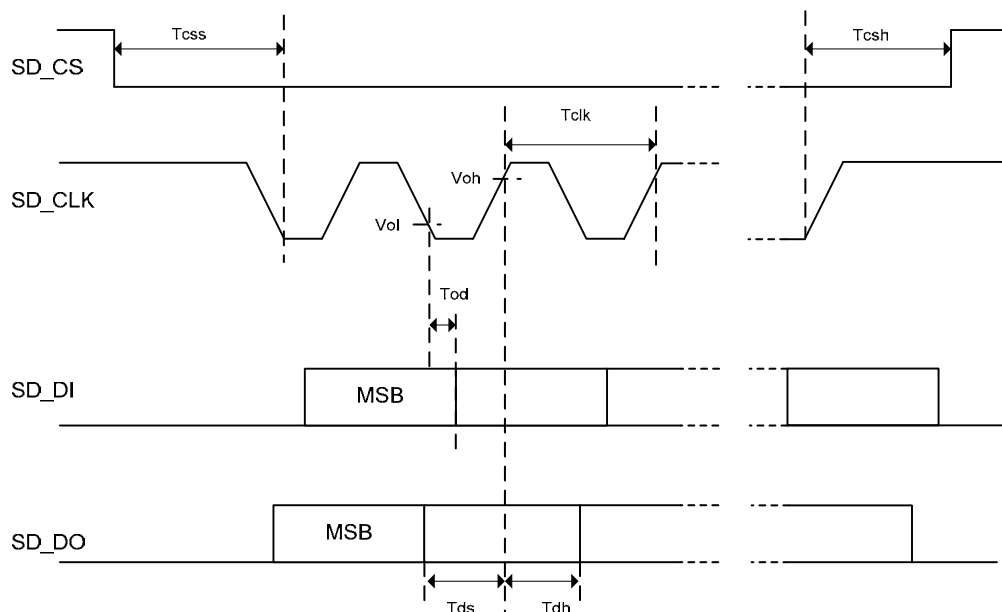 Tcss
Tcsh
SD_CS
Tclk
Voh
SD_CLK
Vol
Tod
SD_DI
MSB
SD_DO
MSB
Tds
Tdh